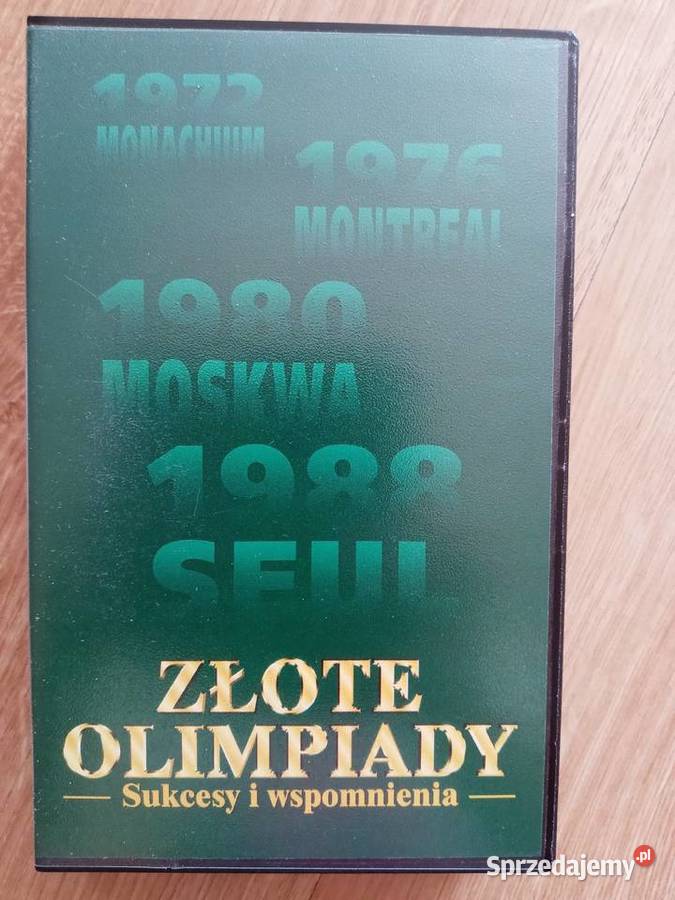 1972
MONACHIUM
1976
MONTREAL
1980
MOSKWA
1988
SEUL
ZŁOTE
OLIMPIADY
— Sukcesy i wspomnienia —
Sprzedajemy.pl